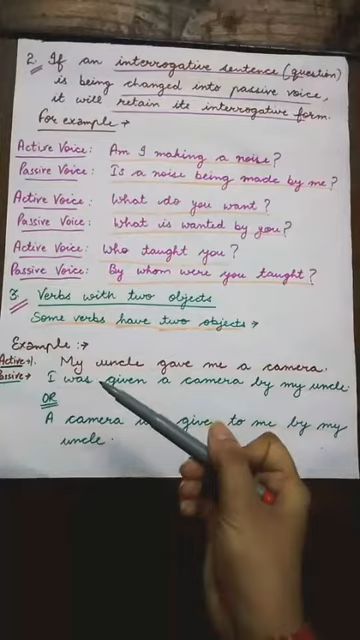 2. If an interrogative sentence (question)
is being changed into passive voice,
it will retain its interrogative form.
For example →
Active Voice: Am I making a noise?
Passive Voice: Is a noise being made by me?
Active Voice: What do you want?
Passive Voice: What is wanted by you?
Active Voice: Who taught you?
Passive Voice: By whom were you taught?
3. Verbs with two objects
Some verbs have two objects →
Example :→
Active →1. My uncle gave me a camera.
Passive → I was given a camera by my uncle
OR
A camera given to me by my
uncle.